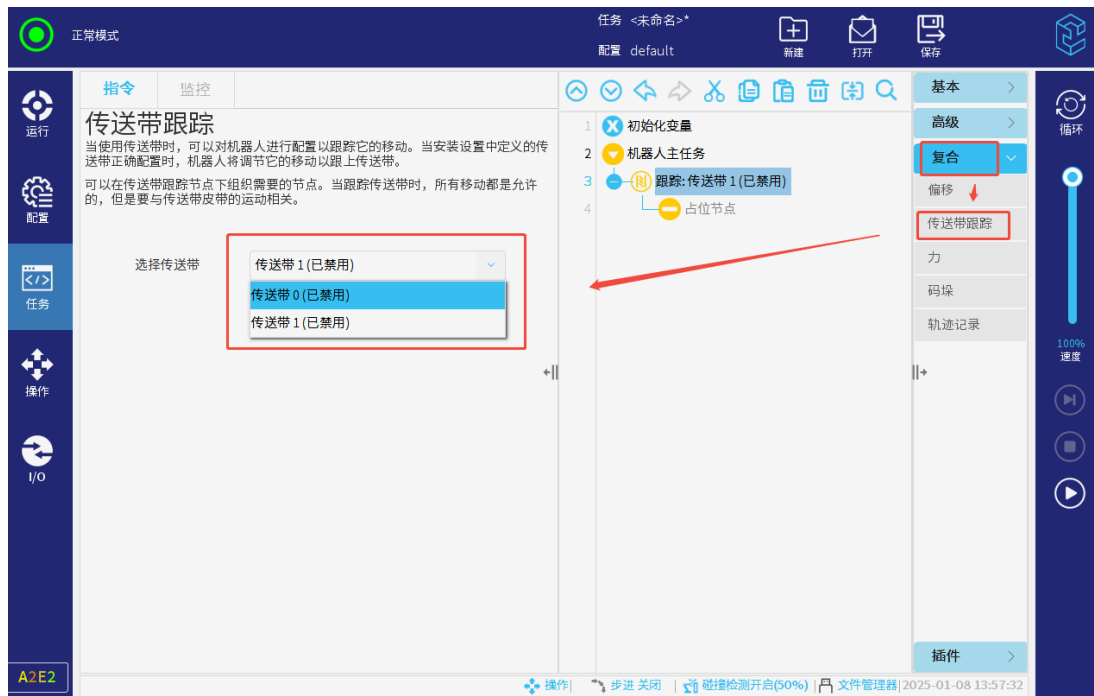 正常模式
任务 <未命名>*
配置 default
新建
打开
保存
运行
配置
任务
操作
I/O
A2E2
指令
监控
传送带跟踪
当使用传送带时，可以对机器人进行配置以跟踪它的移动。当安装设置中定义的传
送带正确配置时，机器人将调节它的移动以跟上传送带。
可以在传送带跟踪节点下组织需要的节点。当跟踪传送带时，所有移动都是允许
的，但是要与传送带皮带的运动相关。
选择传送带
传送带 1 (已禁用)
传送带 0 (已禁用)
传送带 1 (已禁用)
1 初始化变量
2 机器人主任务
3 跟踪: 传送带 1 (已禁用)
4 占位节点
基本
高级
复合
偏移
传送带跟踪
力
码垛
轨迹记录
插件
循环
100%
速度
操作
步进 关闭
碰撞检测开启(50%)
文件管理器
2025-01-08 13:57:32